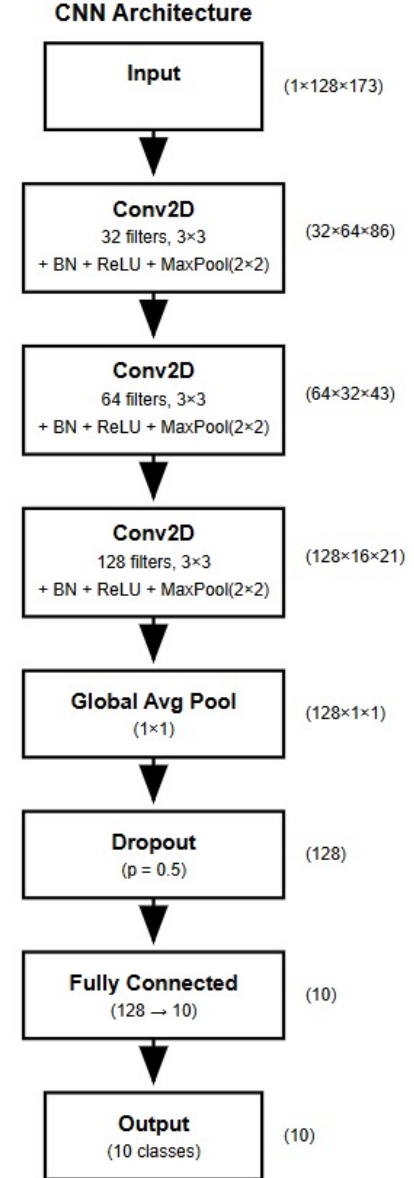 CNN Architecture
Input
(1×128×173)
Conv2D
32 filters, 3×3
+ BN + ReLU + MaxPool(2×2)
(32×64×86)
Conv2D
64 filters, 3×3
+ BN + ReLU + MaxPool(2×2)
(64×32×43)
Conv2D
128 filters, 3×3
+ BN + ReLU + MaxPool(2×2)
(128×16×21)
Global Avg Pool
(1×1)
(128×1×1)
Dropout
(p = 0.5)
(128)
Fully Connected
(128 → 10)
(10)
Output
(10 classes)
(10)